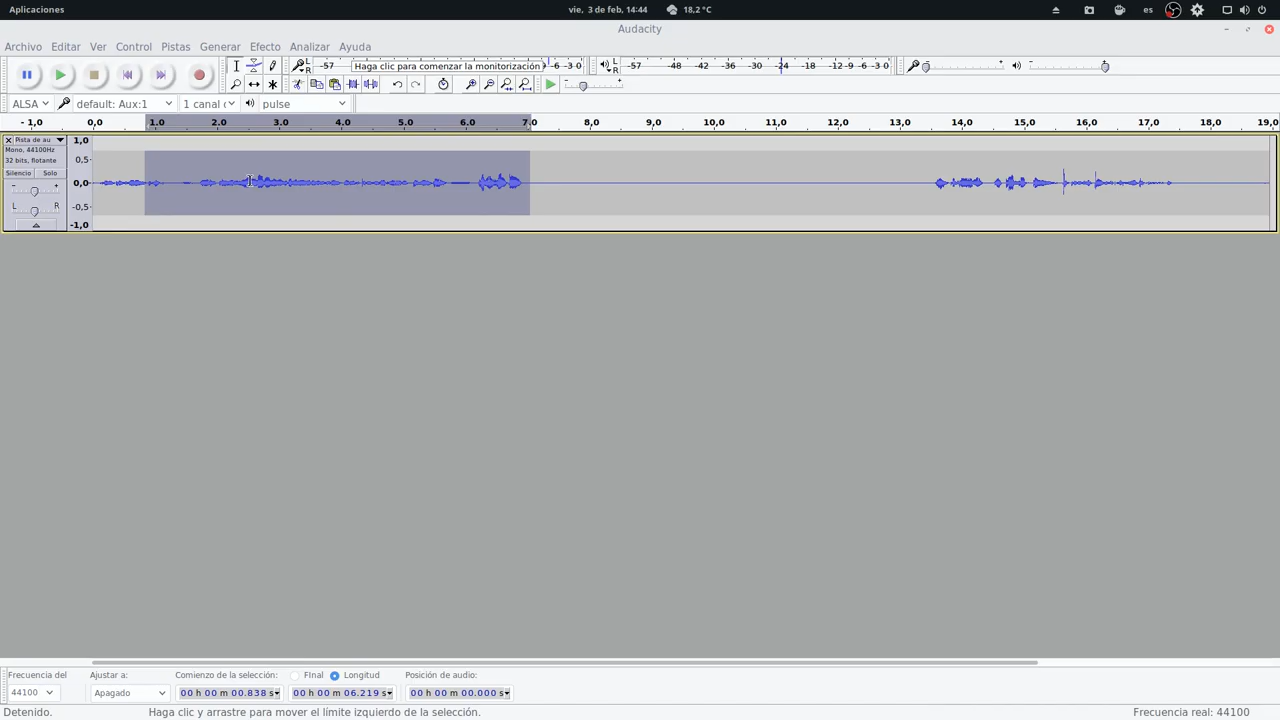 Aplicaciones vie, 3 de feb, 14:44 18,2 °C es
Audacity
Archivo Editar Ver Control Pistas Generar Efecto Analizar Ayuda
L R -57 Haga clic para comenzar la monitorización -6 -3 0 L R -57 -48 -42 -36 -30 -24 -18 -12 -9 -6 -3 0
ALSA default: Aux:1 1 canal pulse
- 1,0 0,0 1,0 2,0 3,0 4,0 5,0 6,0 7,0 8,0 9,0 10,0 11,0 12,0 13,0 14,0 15,0 16,0 17,0 18,0 19,0
Pista de au 1,0
Mono, 44100Hz
32 bits, flotante 0,5-
Silencio Solo
- + 0,0-
L R -0,5-
-1,0
Frecuencia del Ajustar a: Comienzo de la selección: FInal Longitud Posición de audio:
44100 Apagado 00 h 00 m 00.838 s 00 h 00 m 06.219 s 00 h 00 m 00.000 s
Detenido. Haga clic y arrastre para mover el límite izquierdo de la selección. Frecuencia real: 44100